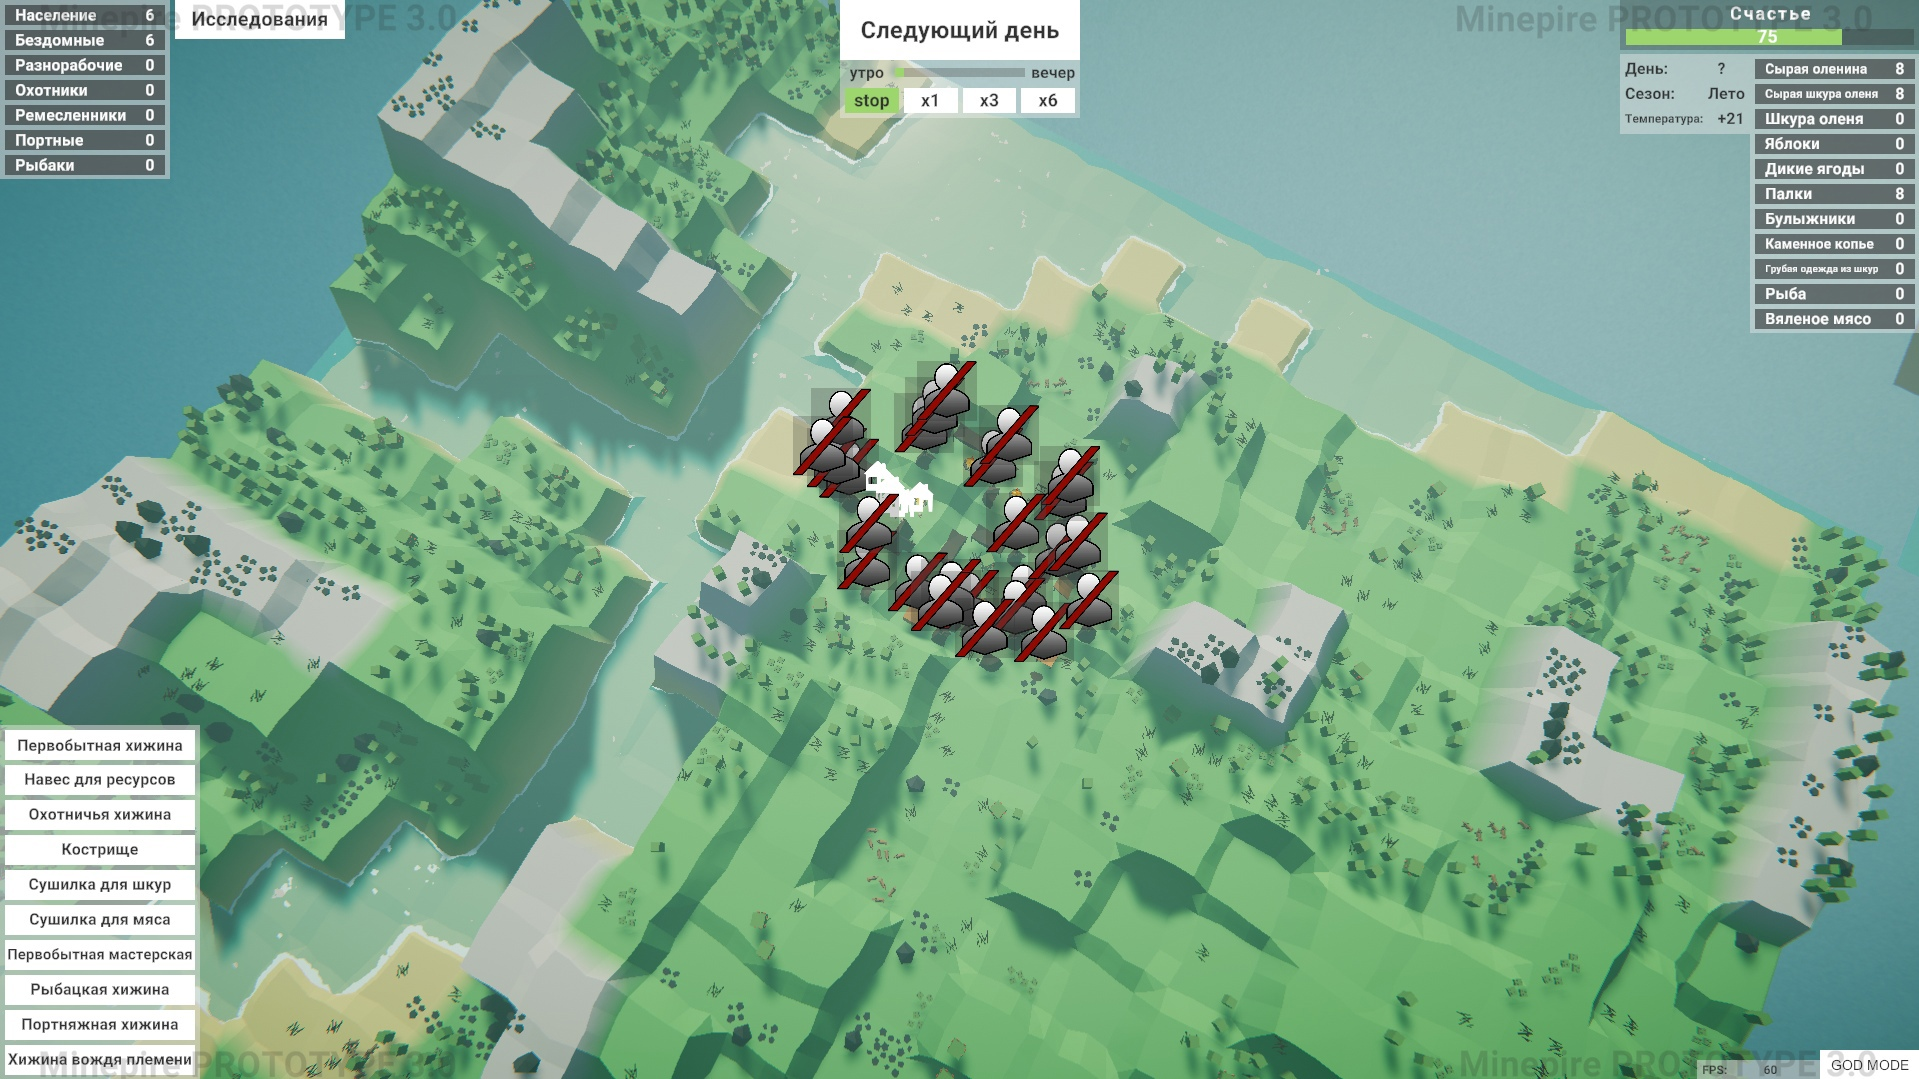 Население 6
Бездомные 6
Разнорабочие 0
Охотники 0
Ремесленники 0
Портные 0
Рыбаки 0
Исследования
Minepire PROTOTYPE 3.0
Следующий день
утро вечер
stop x1 x3 x6
Minepire PROTOTYPE 3.0
Счастье
75
День: ?
Сезон: Лето
Температура: +21
Сырая оленина 8
Сырая шкура оленя 8
Шкура оленя 0
Яблоки 0
Дикие ягоды 0
Палки 8
Булыжники 0
Каменное копье 0
Грубая одежда из шкур 0
Рыба 0
Вяленое мясо 0
Первобытная хижина
Навес для ресурсов
Охотничья хижина
Кострище
Сушилка для шкур
Сушилка для мяса
Первобытная мастерская
Рыбацкая хижина
Портняжная хижина
Хижина вождя племени
Minepire PROTOTYPE 3.0
Minepire PROTOTYPE 3.0
FPS: 60
GOD MODE